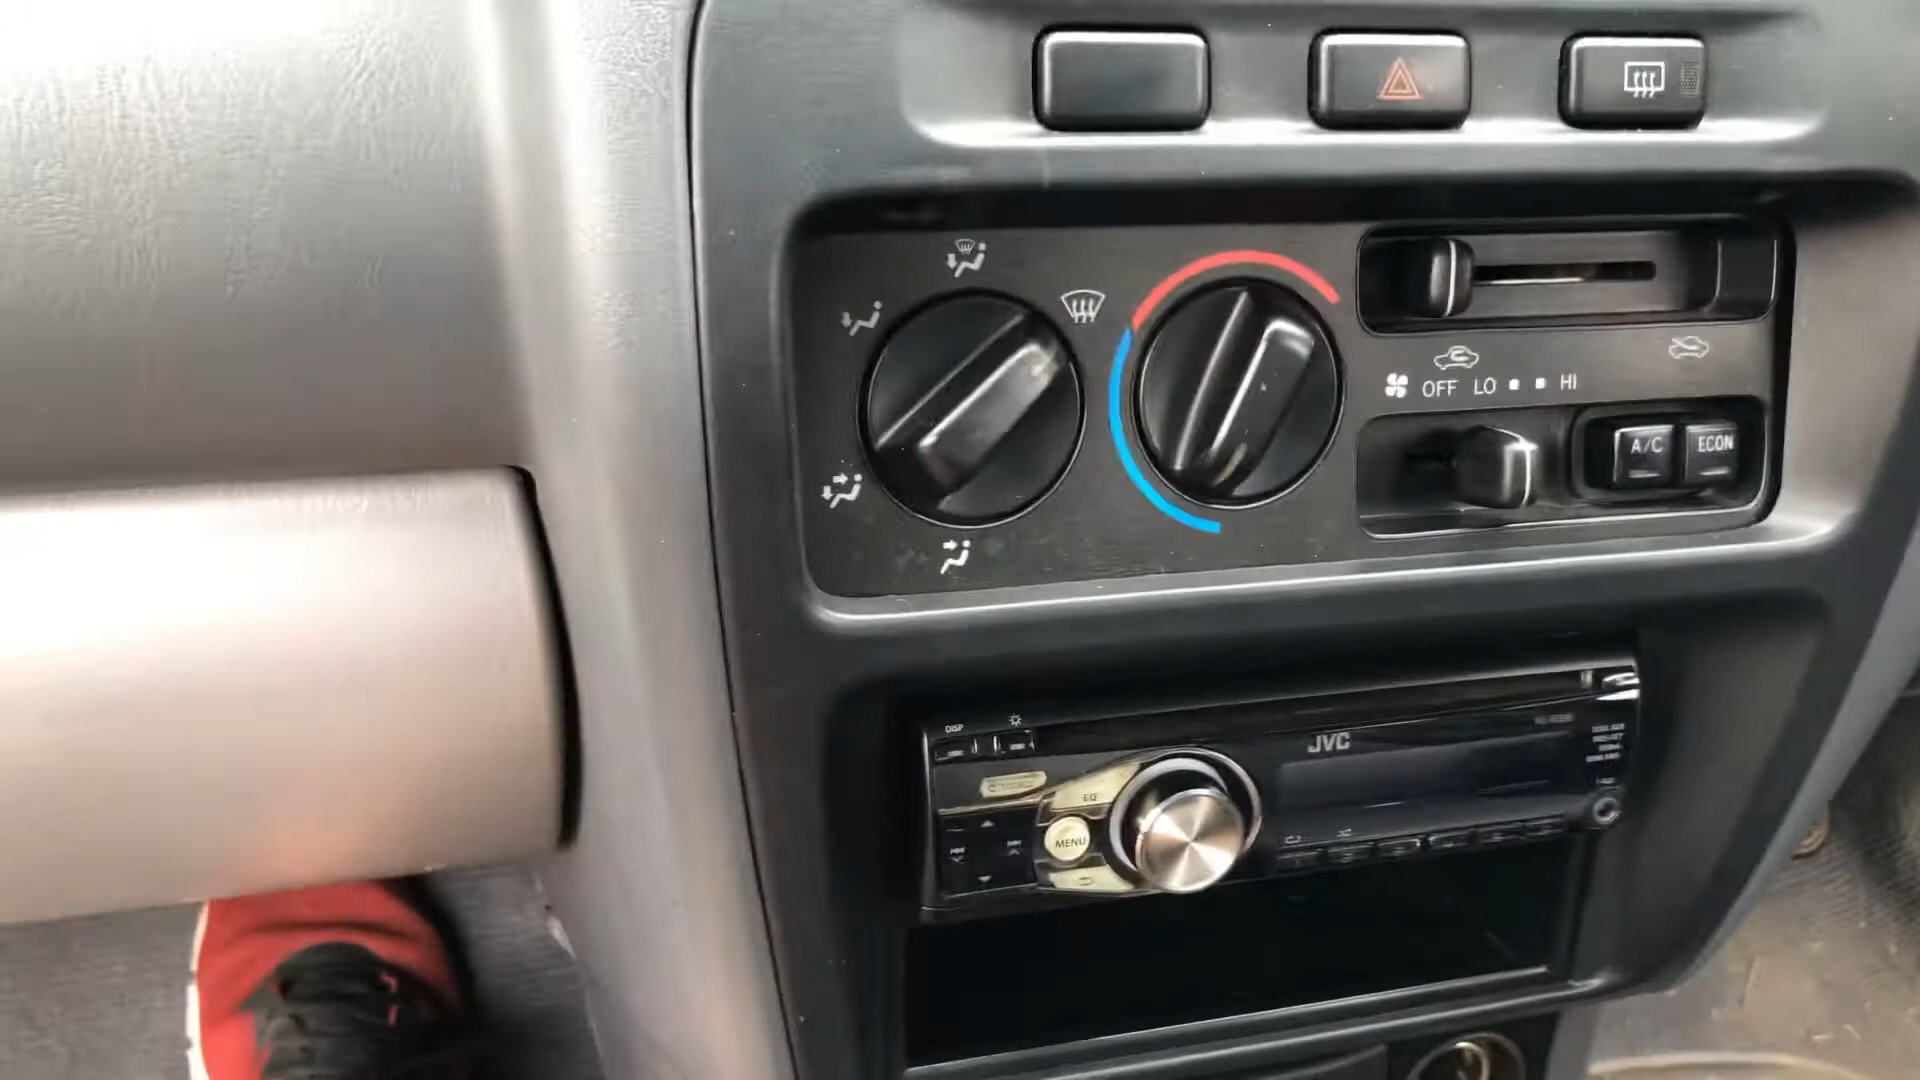 OFF LO HI
A/C ECON
DISP
JVC
EQ
MENU